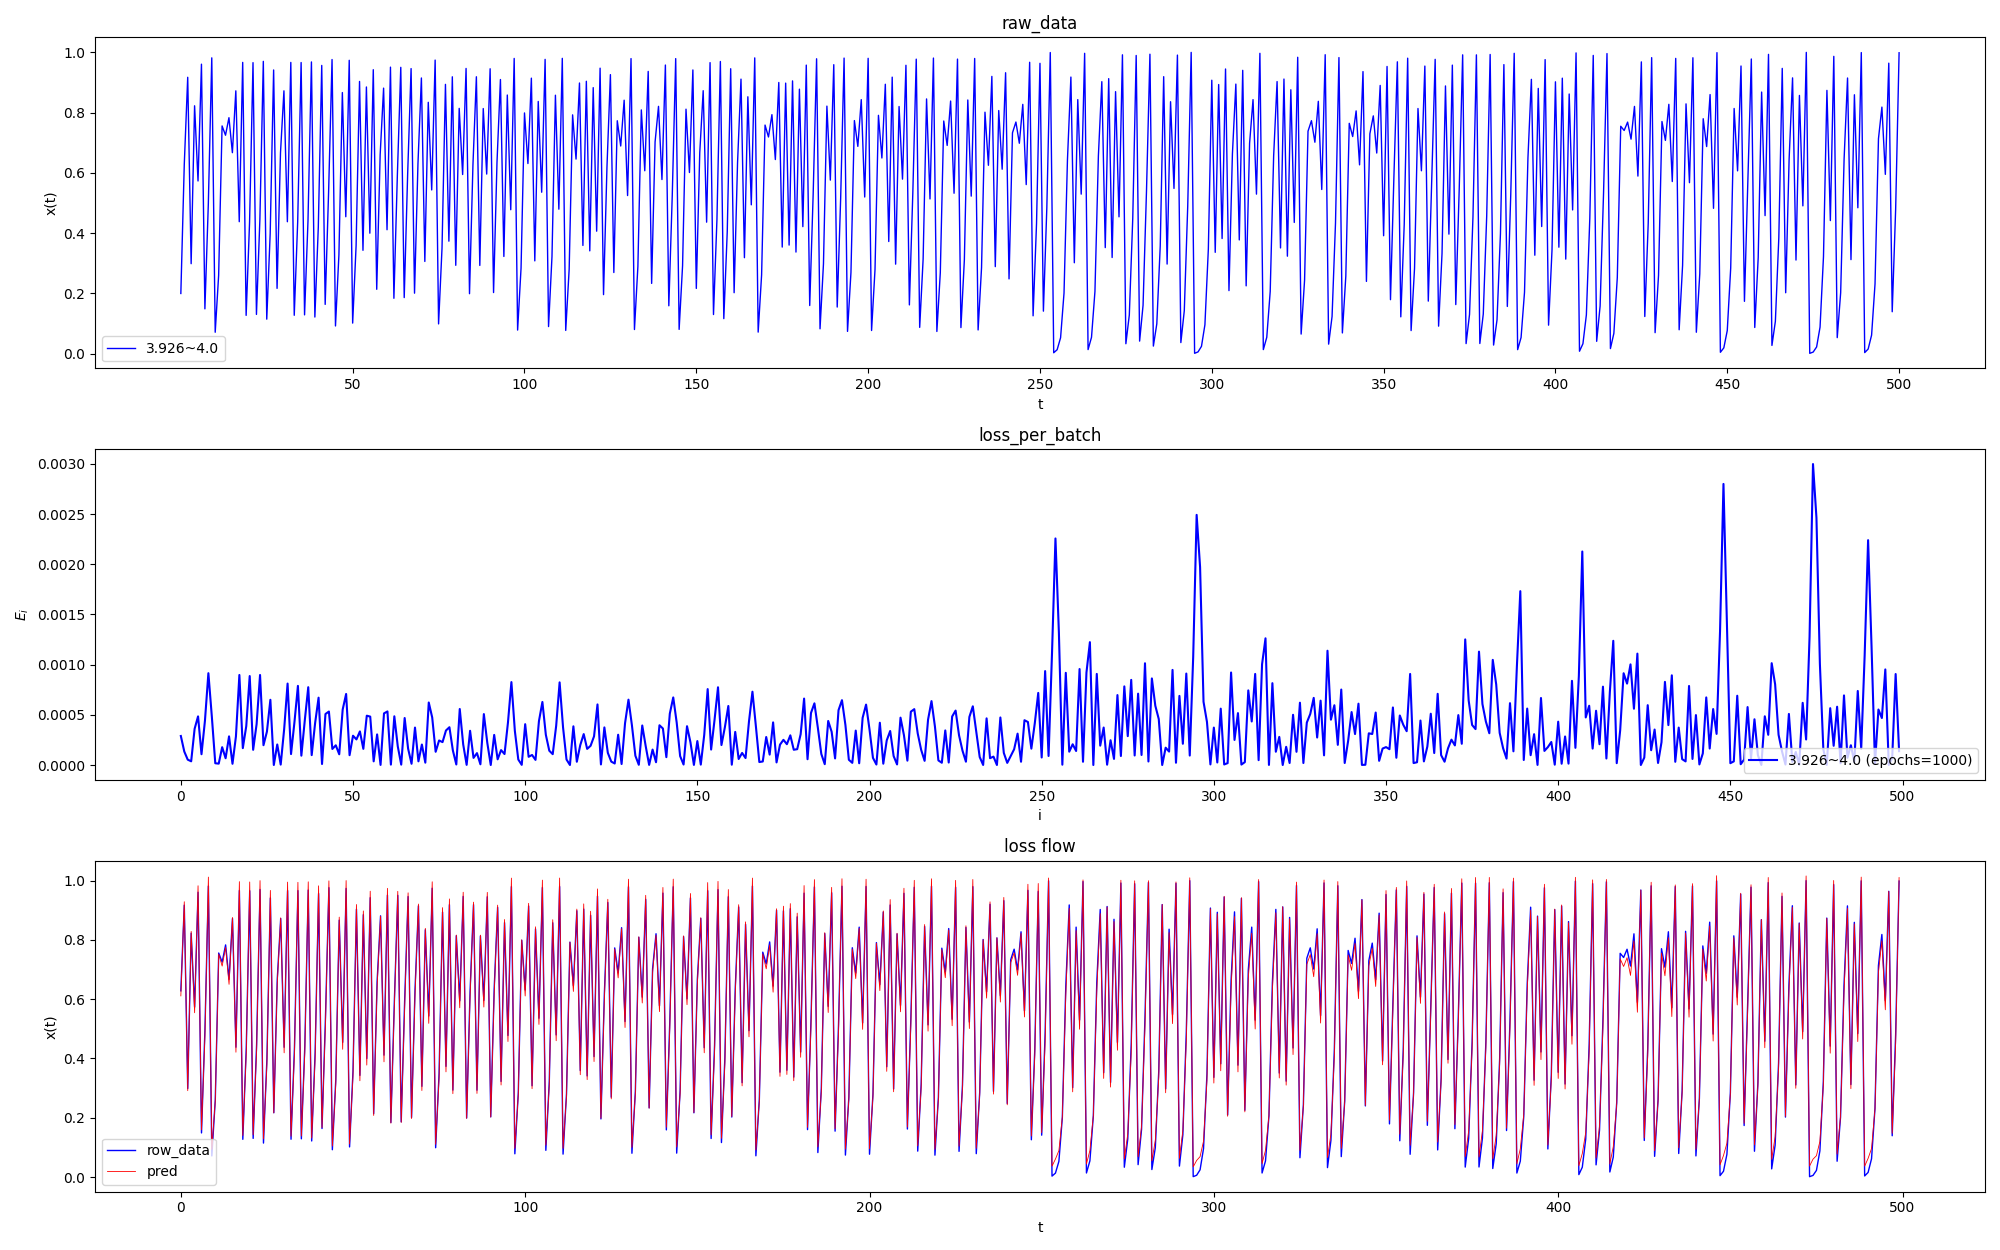 raw_data
1.0
0.8
0.6
0.4
0.2
0.0
x(t)
3.926~4.0
50 100 150 200 250 300 350 400 450 500
t
loss_per_batch
0.0030
0.0025
0.0020
0.0015
0.0010
0.0005
0.0000
E_i
3.926~4.0 (epochs=1000)
0 50 100 150 200 250 300 350 400 450 500
i
loss flow
1.0
0.8
0.6
0.4
0.2
0.0
x(t)
row_data
pred
0 100 200 300 400 500
t